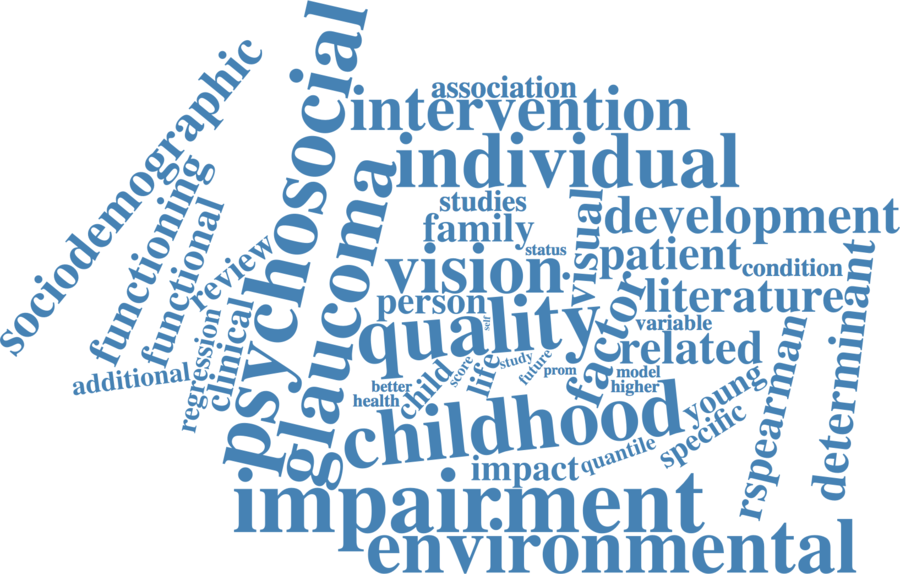 sociodemographic
psychosocial
association
intervention
individual
functioning
functional
glaucoma
studies
family
visual
development
review
vision
status
patient
condition
person
self
factor
literature
determinant
regression
clinical
quality
variable
related
rspearman
additional
better
health
child
score
life
study
future
prom
model
higher
childhood
young
specific
impact
quantile
impairment
environmental